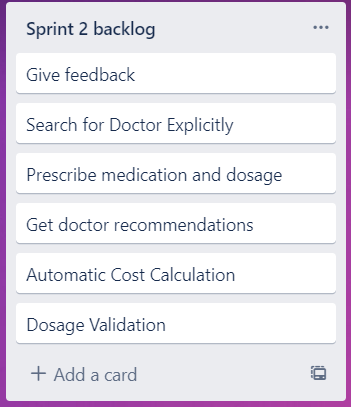 Sprint 2 backlog
Give feedback
Search for Doctor Explicitly
Prescribe medication and dosage
Get doctor recommendations
Automatic Cost Calculation
Dosage Validation
Add a card